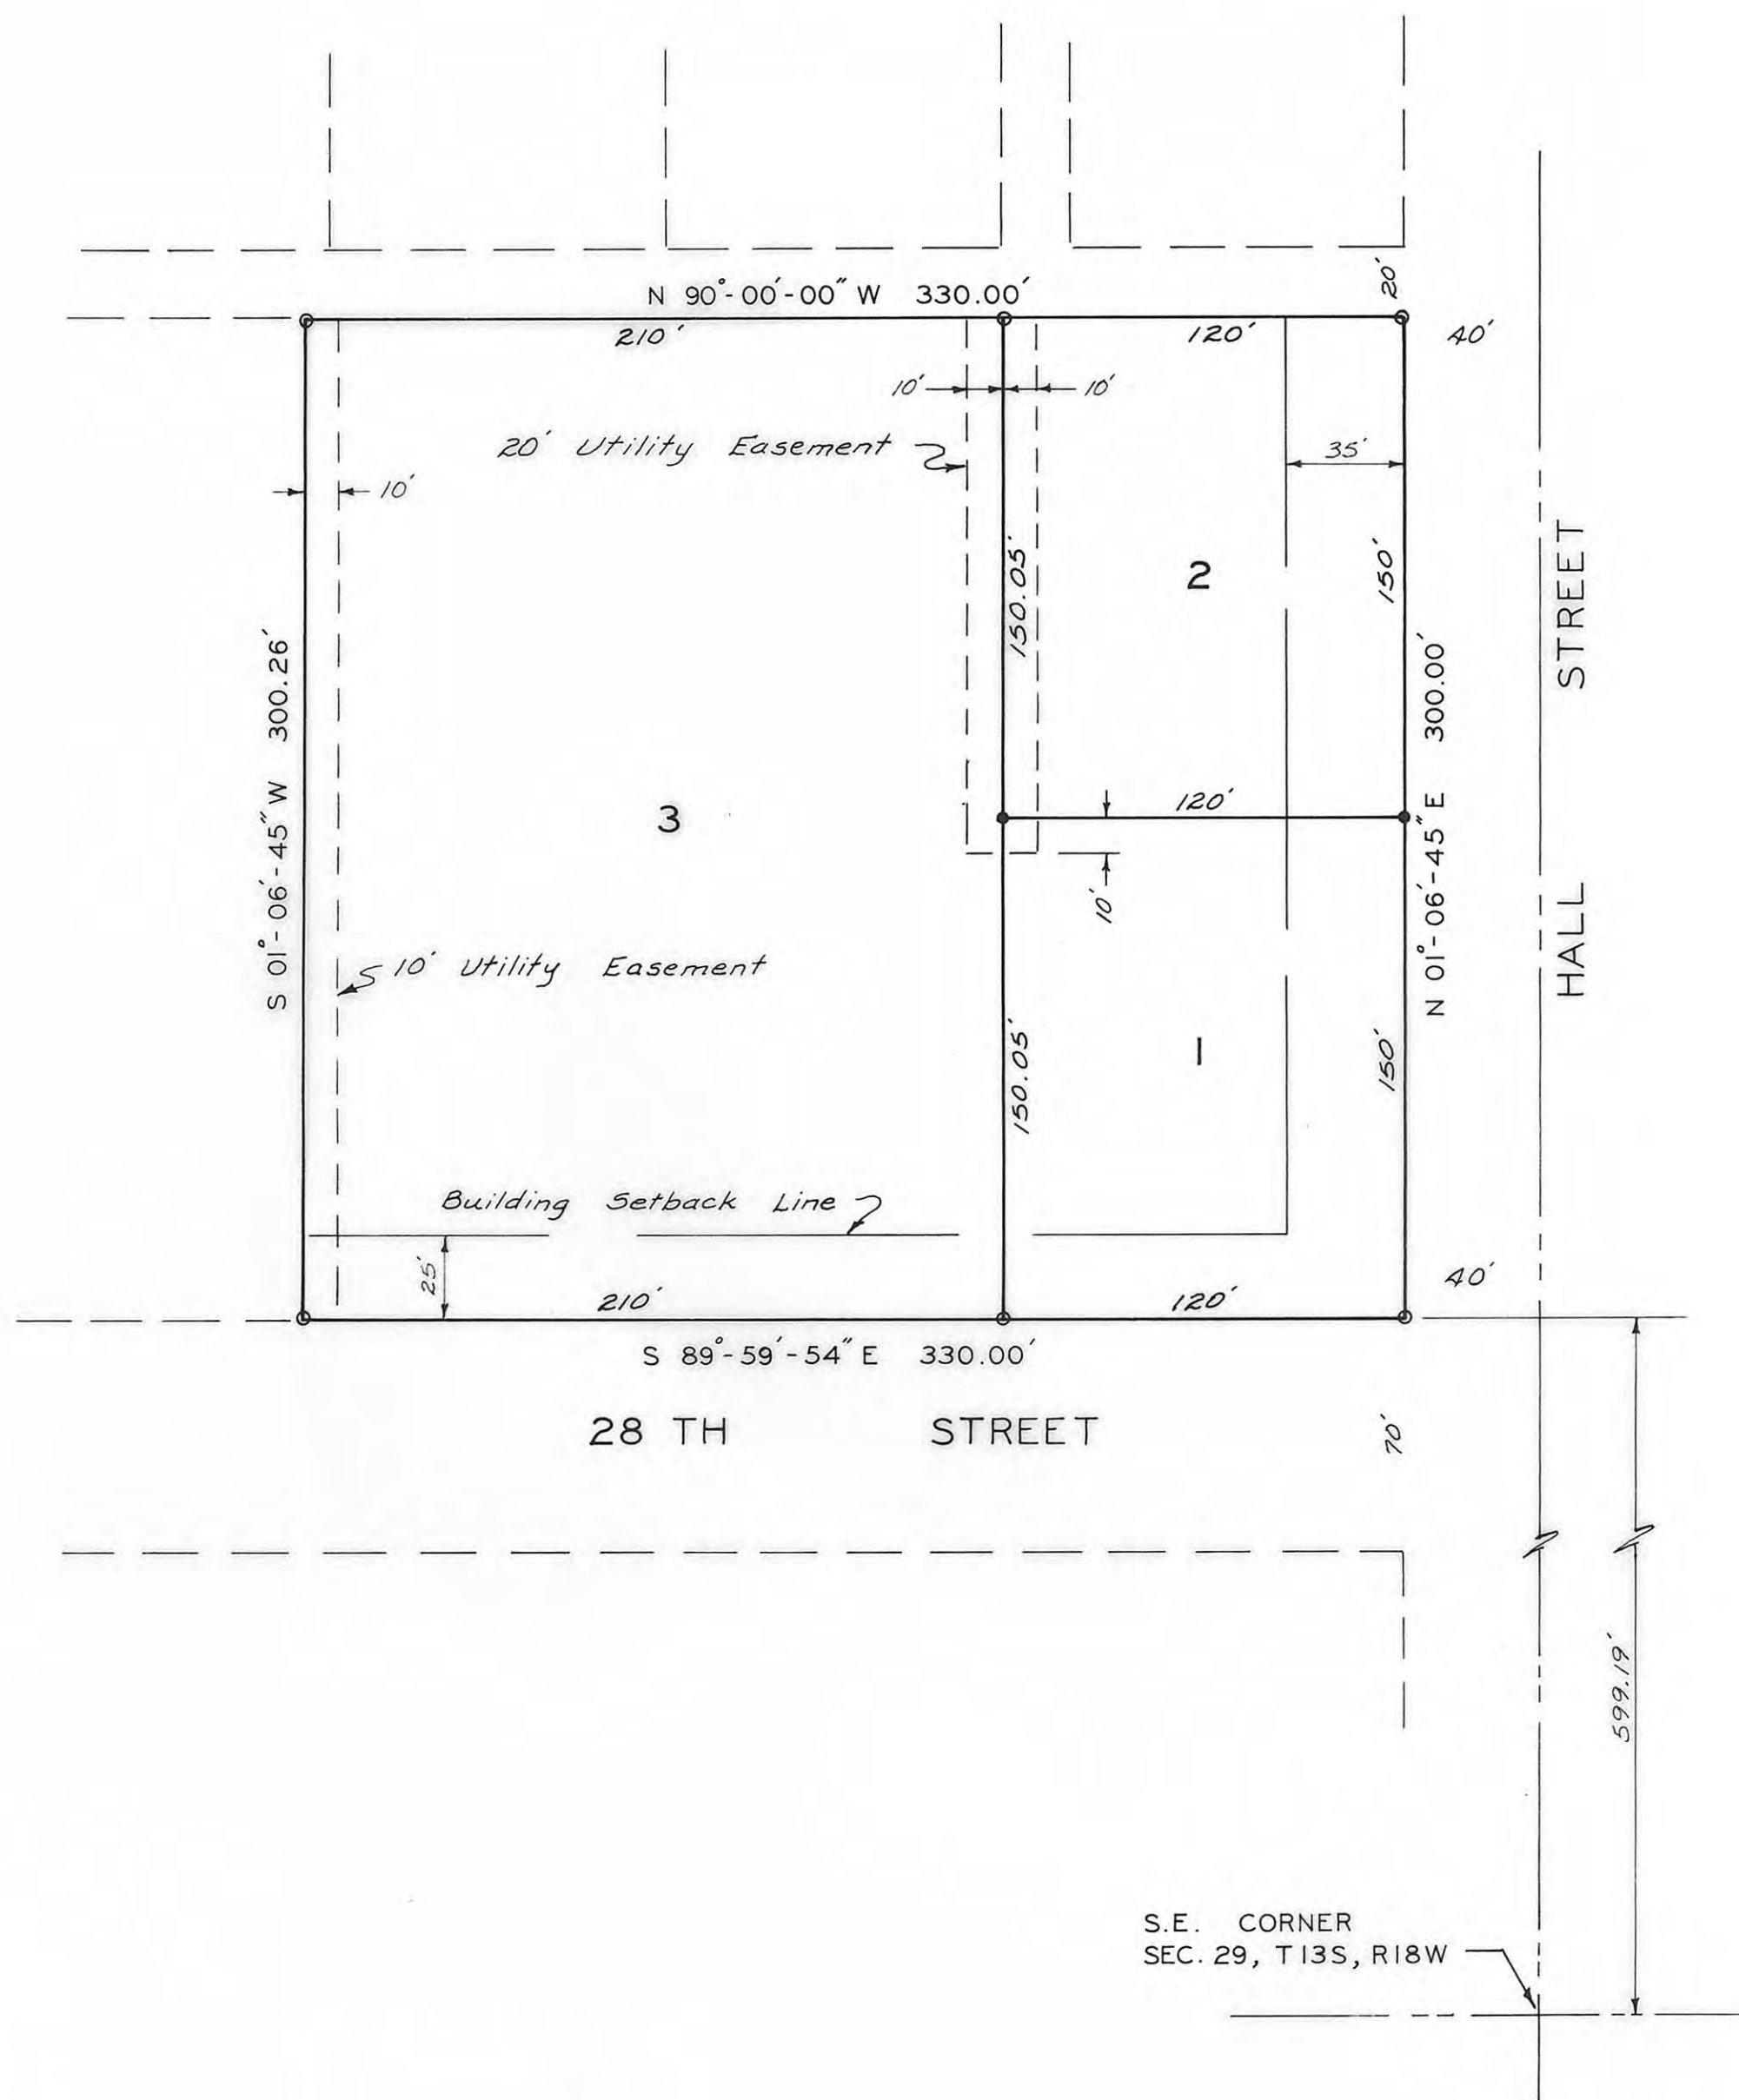 20'
N 90°-00'-00" W 330.00'
210'
120'
40'
10'
10'
20' Utility Easement
35'
10'
150.05'
2
150'
STREET
S 01°-06'-45" W 300.26'
N 01°-06'-45" E 300.00'
120'
3
10'
HALL
10' Utility Easement
150.05'
1
150'
Building Setback Line
25'
40'
210'
120'
S 89°-59'-54" E 330.00'
28 TH STREET
70'
599.19'
S.E. CORNER
SEC. 29, T13S, R18W